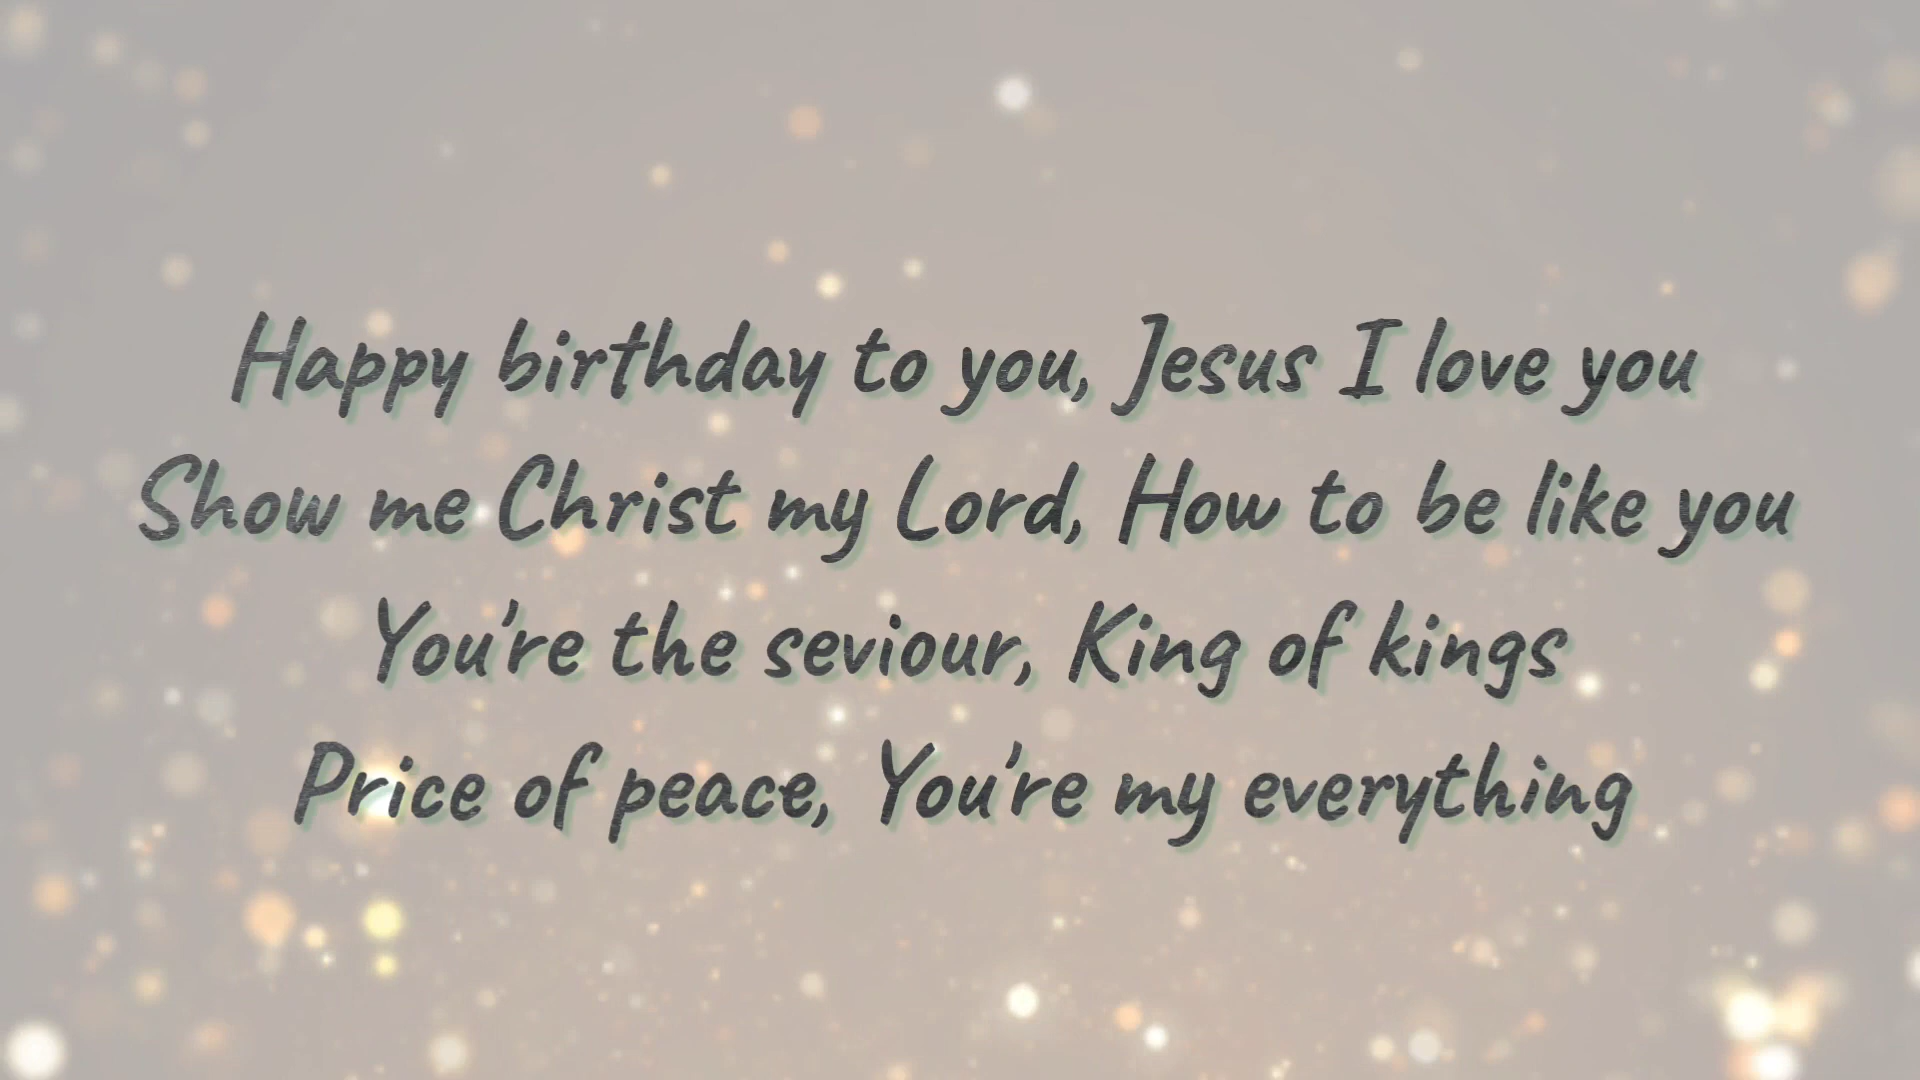 Happy birthday to you, Jesus I love you
Show me Christ my Lord, How to be like you
You're the seviour, King of kings
Price of peace, You're my everything